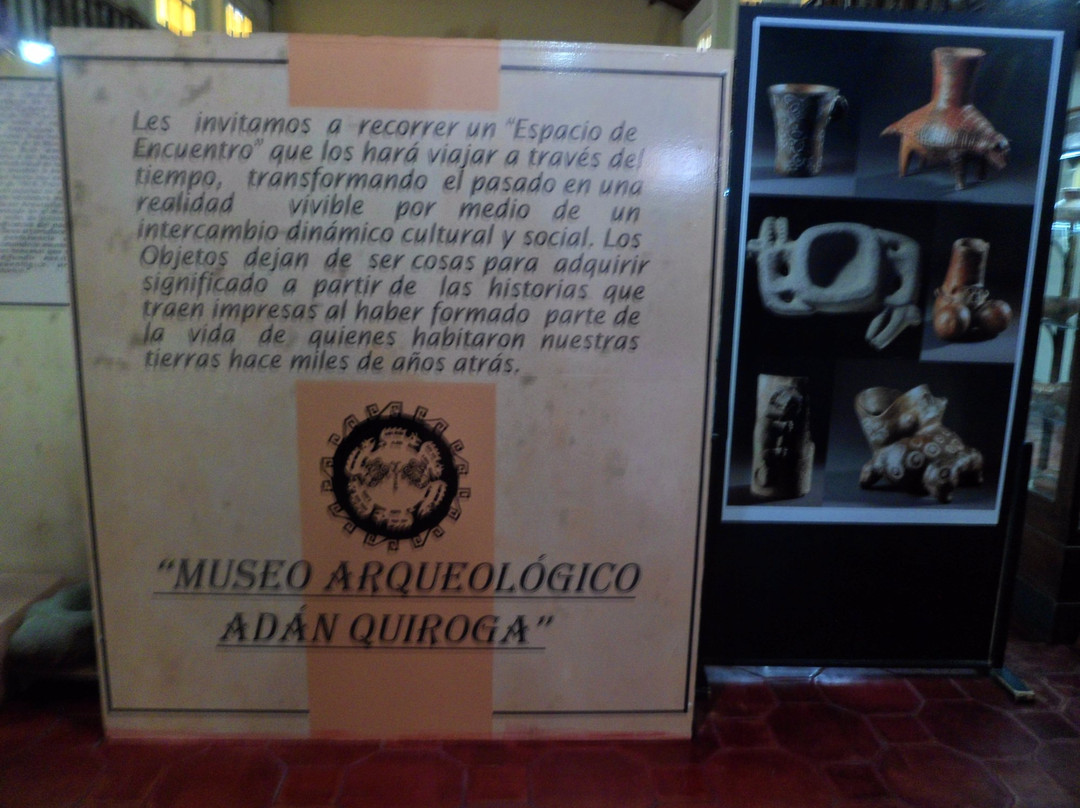 Les invitamos a recorrer un "Espacio de
Encuentro" que los hará viajar a través del
tiempo, transformando el pasado en una
realidad vivible por medio de un
intercambio dinámico cultural y social. Los
Objetos dejan de ser cosas para adquirir
significado a partir de las historias que
traen impresas al haber formado parte de
la vida de quienes habitaron nuestras
tierras hace miles de años atrás.
"MUSEO ARQUEOLÓGICO
ADÁN QUIROGA"